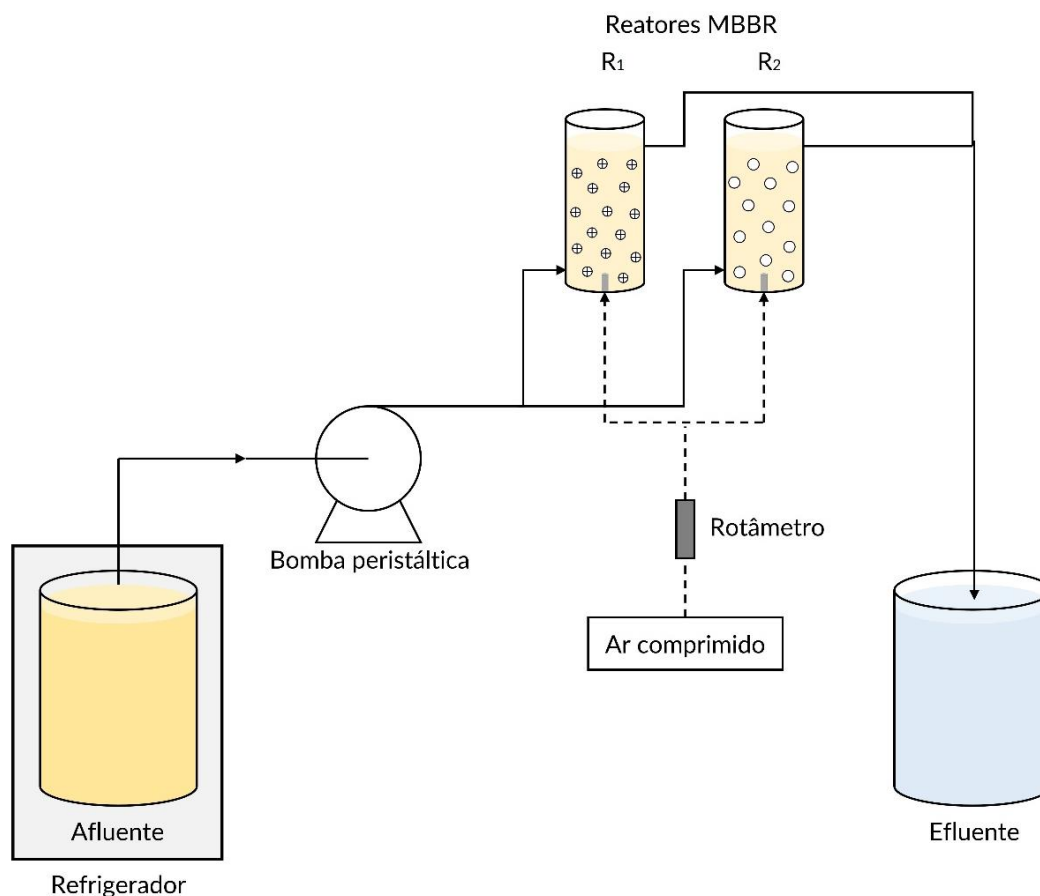 Reatores MBBR
R₁
R₂
Bomba peristáltica
Rotâmetro
Ar comprimido
Afluente
Refrigerador
Efluente